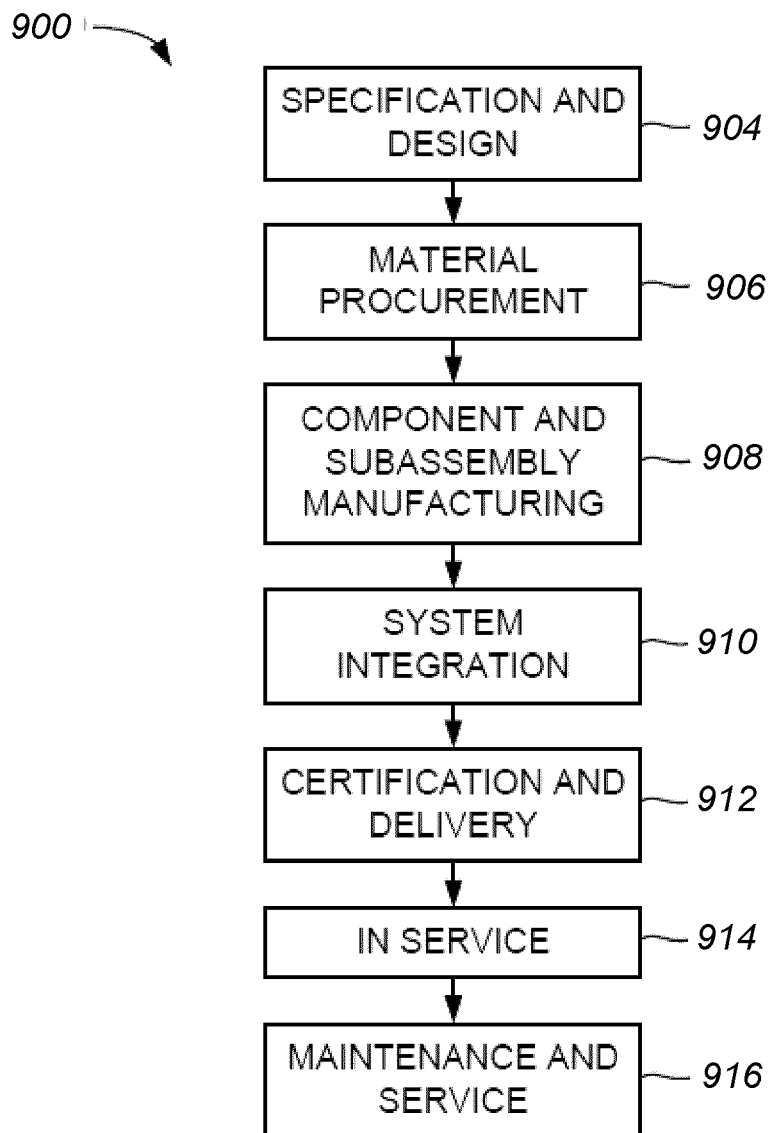 900
SPECIFICATION AND
DESIGN
904
MATERIAL
PROCUREMENT
906
COMPONENT AND
SUBASSEMBLY
MANUFACTURING
908
SYSTEM
INTEGRATION
910
CERTIFICATION AND
DELIVERY
912
IN SERVICE
914
MAINTENANCE AND
SERVICE
916